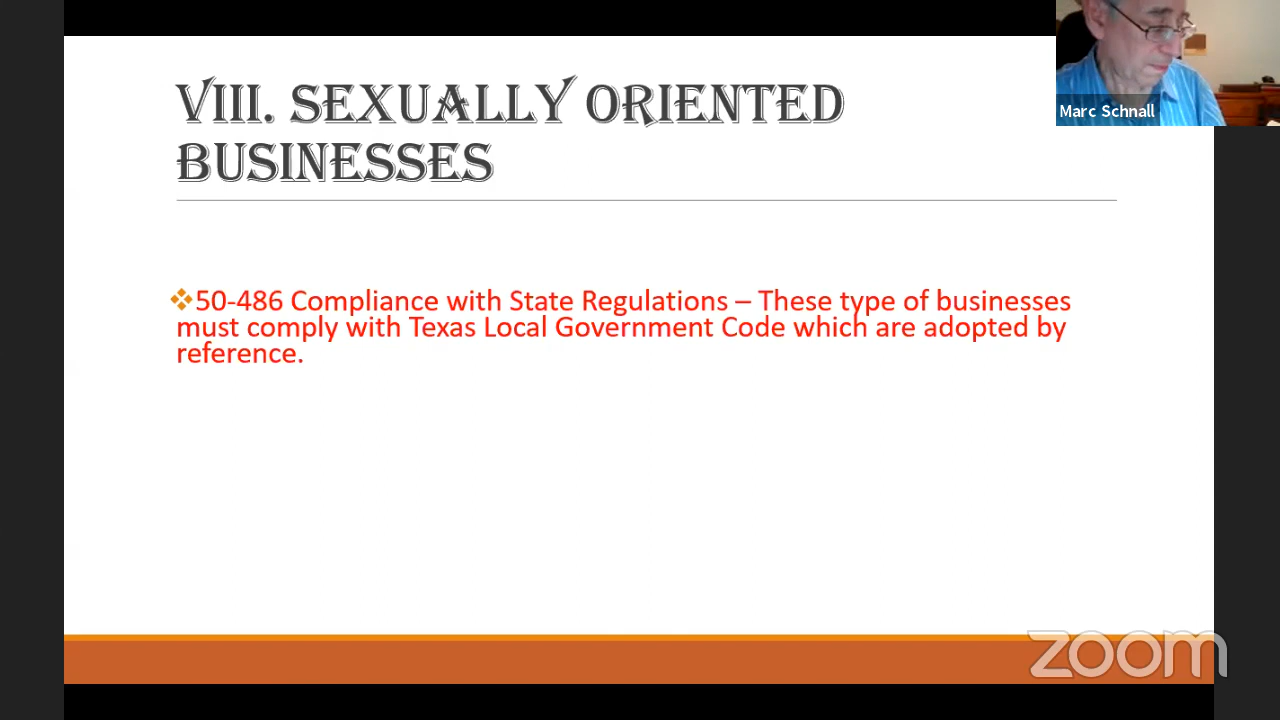 VIII. SEXUALLY ORIENTED
BUSINESSES
Marc Schnall
❖50-486 Compliance with State Regulations – These type of businesses
must comply with Texas Local Government Code which are adopted by
reference.
zoom